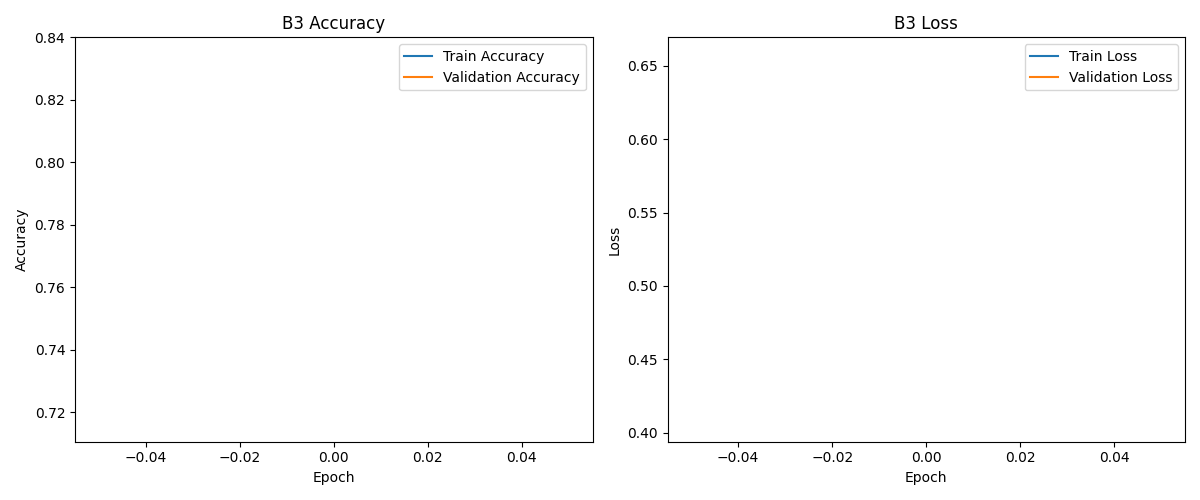 B3 Accuracy
0.84
0.82
0.80
0.78
0.76
0.74
0.72
Accuracy
Train Accuracy
Validation Accuracy
−0.04 −0.02 0.00 0.02 0.04
Epoch
B3 Loss
0.65
0.60
0.55
0.50
0.45
0.40
Loss
Train Loss
Validation Loss
−0.04 −0.02 0.00 0.02 0.04
Epoch